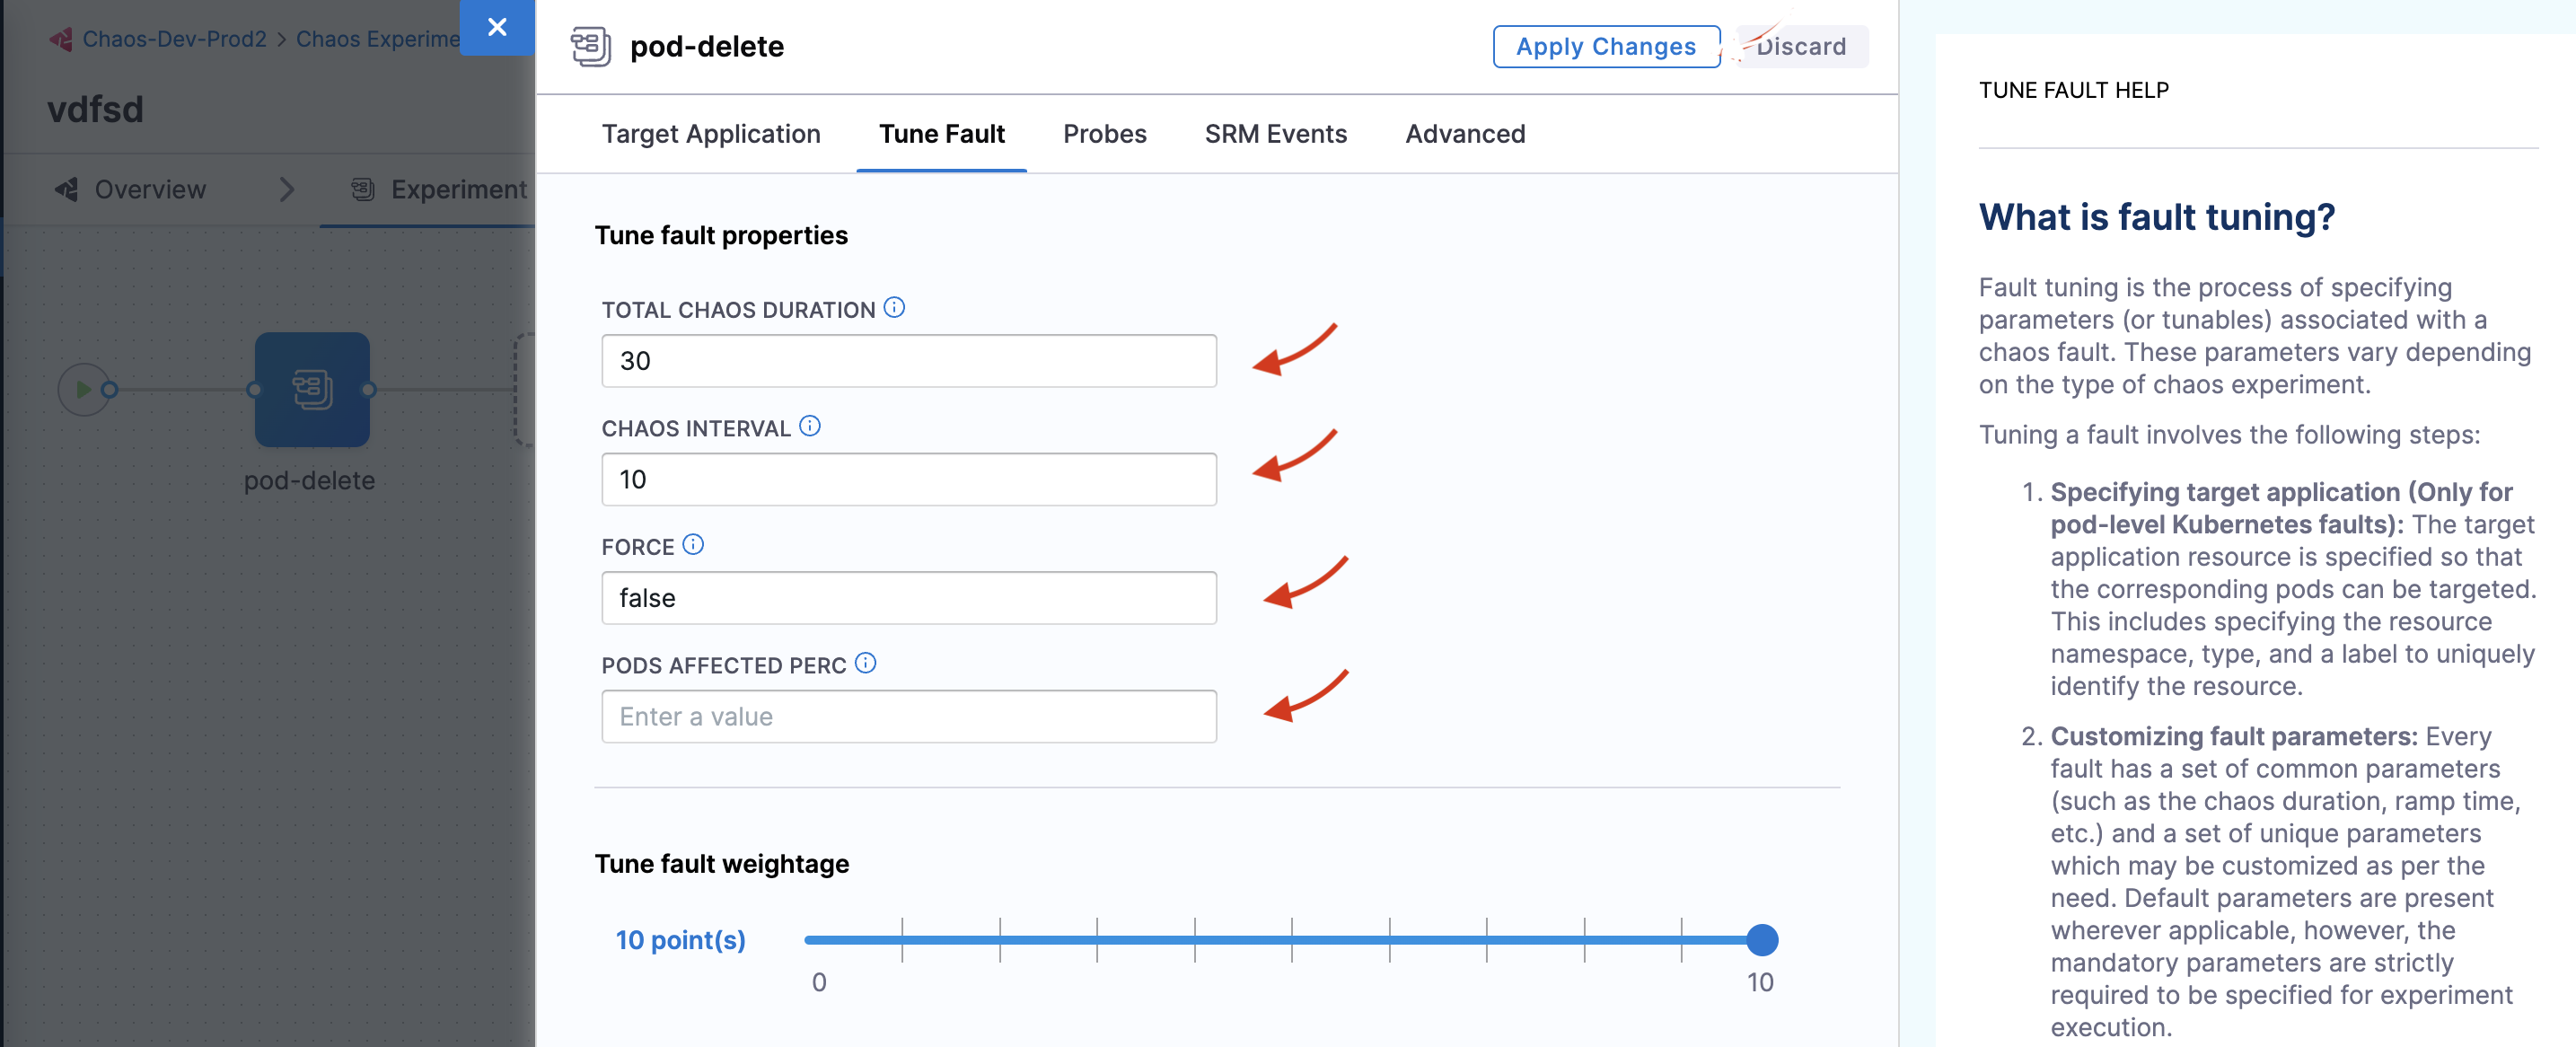 Chaos-Dev-Prod2 > Chaos Experime
vdfsd
Overview
Experiment
pod-delete
pod-delete
Apply Changes
Discard
Target Application
Tune Fault
Probes
SRM Events
Advanced
Tune fault properties
TOTAL CHAOS DURATION
30
CHAOS INTERVAL
10
FORCE
false
PODS AFFECTED PERC
Enter a value
Tune fault weightage
10 point(s)
0
10
TUNE FAULT HELP
What is fault tuning?
Fault tuning is the process of specifying
parameters (or tunables) associated with a
chaos fault. These parameters vary depending
on the type of chaos experiment.
Tuning a fault involves the following steps:
1. Specifying target application (Only for
pod-level Kubernetes faults): The target
application resource is specified so that
the corresponding pods can be targeted.
This includes specifying the resource
namespace, type, and a label to uniquely
identify the resource.
2. Customizing fault parameters: Every
fault has a set of common parameters
(such as the chaos duration, ramp time,
etc.) and a set of unique parameters
which may be customized as per the
need. Default parameters are present
wherever applicable, however, the
mandatory parameters are strictly
required to be specified for experiment
execution.